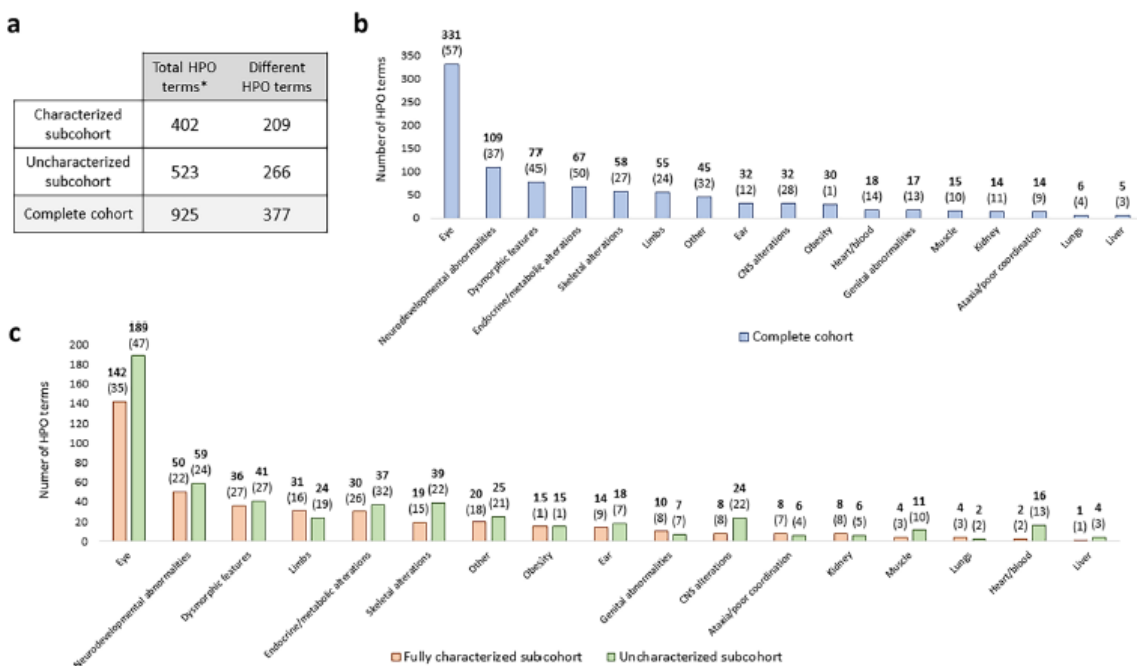 a
Total HPO terms* Different HPO terms
Characterized subcohort 402 209
Uncharacterized subcohort 523 266
Complete cohort 925 377
b
Number of HPO terms
350
300
250
200
150
100
50
0
331 (57)
109 (37)
77 (45)
67 (50)
58 (27)
55 (24)
45 (32)
32 (12)
32 (28)
30 (1)
18 (14)
17 (13)
15 (10)
14 (11)
14 (9)
6 (4)
5 (3)
Eye
Neurodevelopmental abnormalities
Dysmorphic features
Endocrine/metabolic alterations
Skeletal alterations
Limbs
Other
Ear
CNS alterations
Obesity
Heart/blood
Genital abnormalities
Muscle
Kidney
Ataxia/poor coordination
Lungs
Liver
Complete cohort
c
Numer of HPO terms
200
180
160
140
120
100
80
60
40
20
0
142 (35) 189 (47)
50 (22) 59 (24)
36 (27) 41 (27)
31 (16) 24 (19)
30 (26) 37 (32)
19 (15) 39 (22)
20 (18) 25 (21)
15 (1) 15 (1)
14 (9) 18 (7)
10 (8) 7 (7)
8 (8) 24 (22)
8 (7) 6 (4)
8 (8) 6 (5)
4 (3) 11 (10)
4 (3) 2 (2)
2 (2) 16 (13)
1 (1) 4 (3)
Eye
Neurodevelopmental abnormalities
Dysmorphic features
Limbs
Endocrine/metabolic alterations
Skeletal alterations
Other
Obesity
Ear
Genital abnormalities
CNS alterations
Ataxia/poor coordination
Kidney
Muscle
Lungs
Heart/blood
Liver
Fully characterized subcohort Uncharacterized subcohort